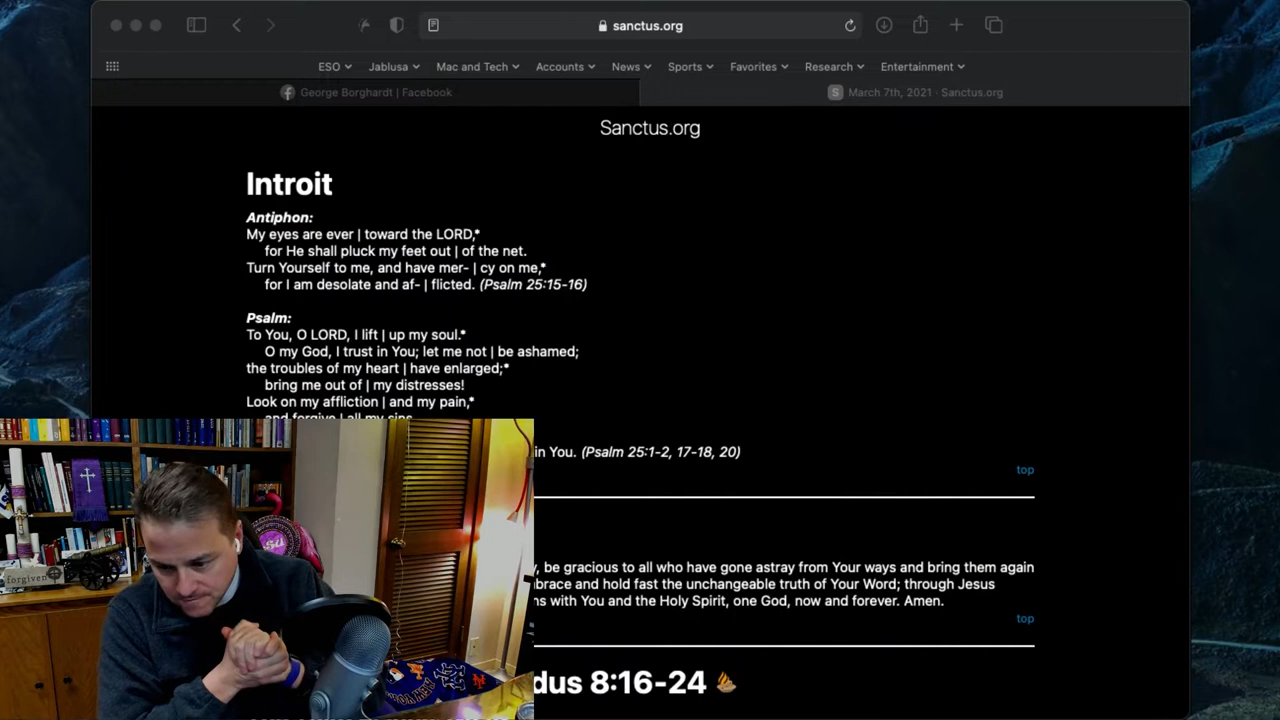 sanctus.org
ESO Jablusa Mac and Tech Accounts News Sports Favorites Research Entertainment
George Borghardt | Facebook
S March 7th, 2021 · Sanctus.org
Sanctus.org
Introit
Antiphon:
My eyes are ever | toward the LORD,*
for He shall pluck my feet out | of the net.
Turn Yourself to me, and have mer- | cy on me,*
for I am desolate and af- | flicted. (Psalm 25:15-16)
Psalm:
To You, O LORD, I lift | up my soul.*
O my God, I trust in You; let me not | be ashamed;
the troubles of my heart | have enlarged;*
bring me out of | my distresses!
Look on my affliction | and my pain,*
and forgive | all my sins.
in You. (Psalm 25:1-2, 17-18, 20)
top
, be gracious to all who have gone astray from Your ways and bring them again
brace and hold fast the unchangeable truth of Your Word; through Jesus
ns with You and the Holy Spirit, one God, now and forever. Amen.
top
dus 8:16-24
forgiven
NEW YORK